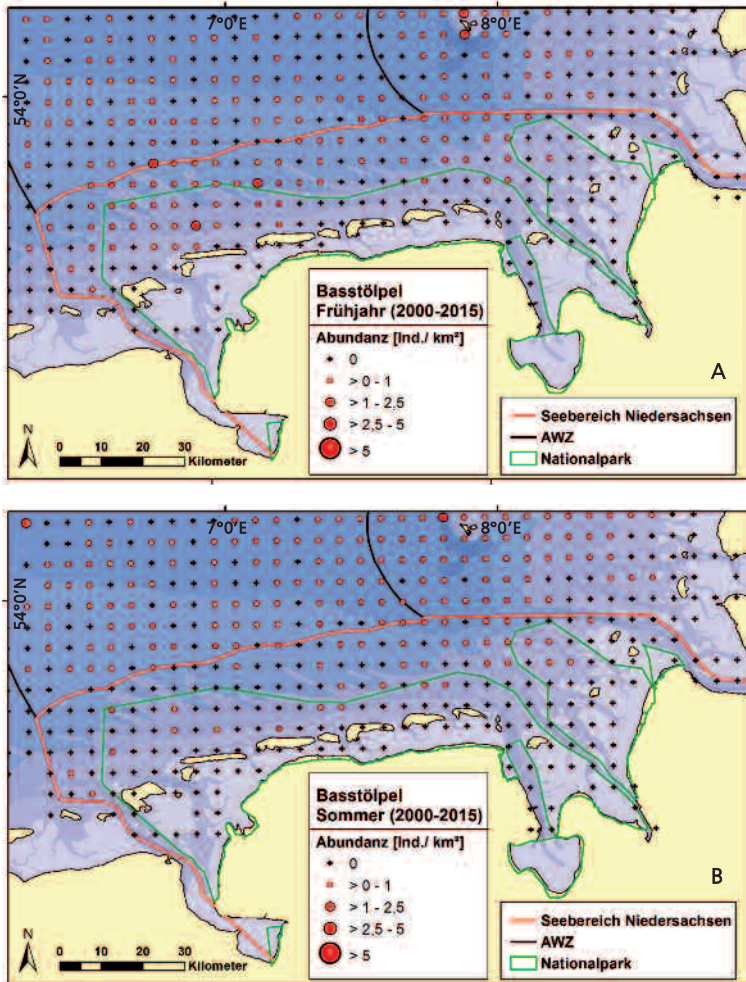 7°0'E
8°0'E
54°0'N
Basstölpel
Frühjahr (2000-2015)
Abundanz [Ind./ km²]
0
> 0 - 1
> 1 - 2,5
> 2,5 - 5
> 5
A
Seebereich Niedersachsen
AWZ
Nationalpark
N
0 10 20 30
Kilometer
7°0'E
8°0'E
54°0'N
Basstölpel
Sommer (2000-2015)
Abundanz [Ind./ km²]
0
> 0 - 1
> 1 - 2,5
> 2,5 - 5
> 5
B
Seebereich Niedersachsen
AWZ
Nationalpark
N
0 10 20 30
Kilometer